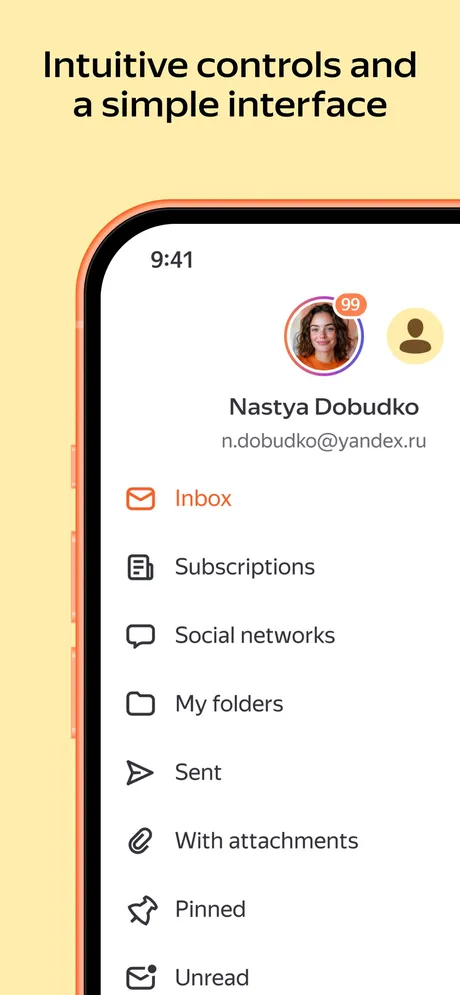 Intuitive controls and
a simple interface
9:41
99
Nastya Dobudko
n.dobudko@yandex.ru
Inbox
Subscriptions
Social networks
My folders
Sent
With attachments
Pinned
Unread